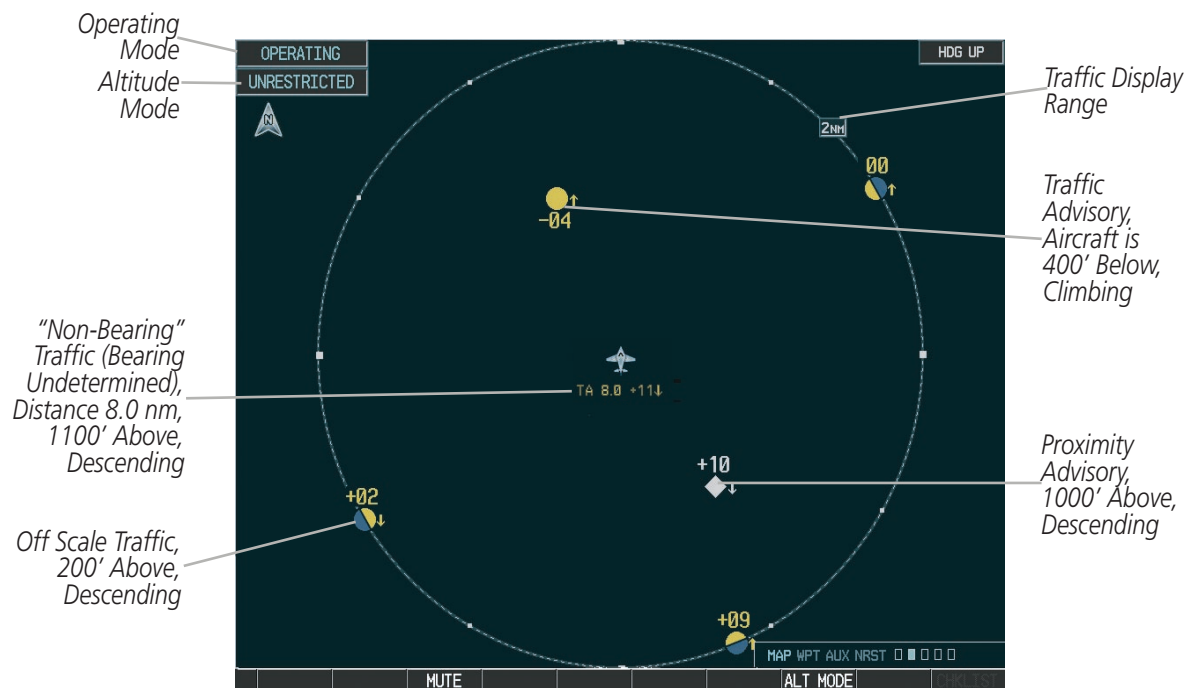 Operating
Mode
Altitude
Mode
"Non-Bearing"
Traffic (Bearing
Undetermined),
Distance 8.0 nm,
1100' Above,
Descending
Off Scale Traffic,
200' Above,
Descending
OPERATING
UNRESTRICTED
N
HDG UP
2NM
00
↑
↑
-04
TA 8.0 +11↓
+10
↓
+02
↓
+09
↑
MAP WPT AUX NRST
MUTE
ALT MODE
CHKLIST
Traffic Display
Range
Traffic
Advisory,
Aircraft is
400' Below,
Climbing
Proximity
Advisory,
1000' Above,
Descending